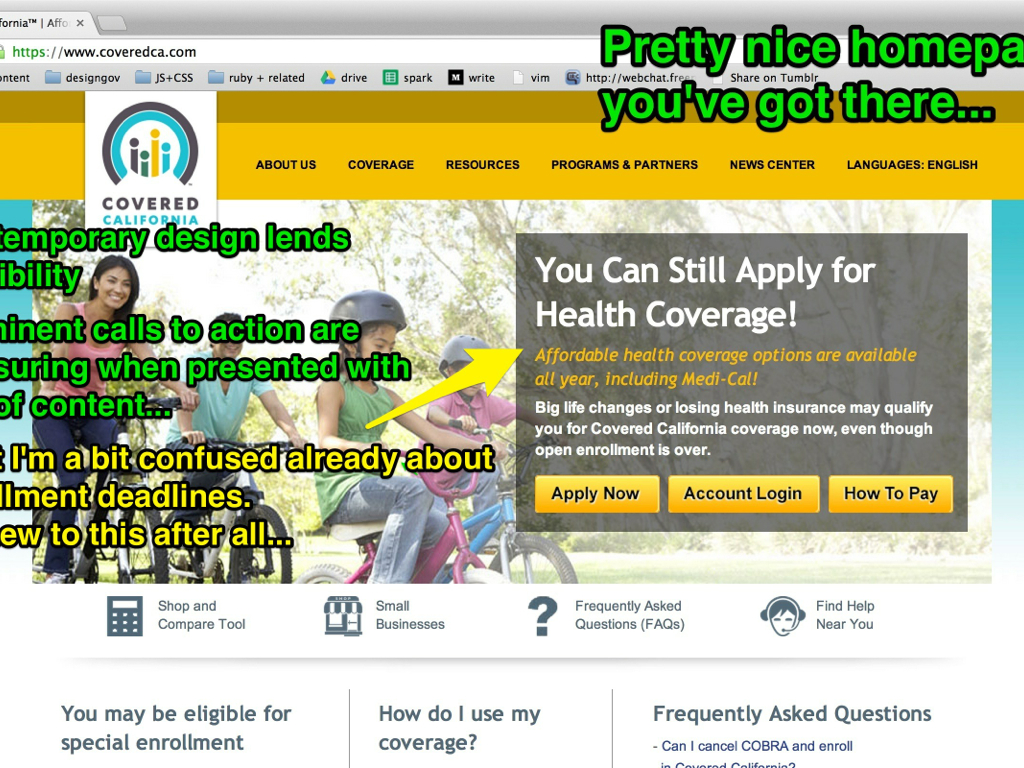 fornia™ | Affo
https://www.coveredca.com
ontent designgov JS+CSS ruby + related drive spark M write vim http://webchat.free Share on Tumblr
Pretty nice homepa
you've got there...
COVERED
CALIFORNIA
ABOUT US COVERAGE RESOURCES PROGRAMS & PARTNERS NEWS CENTER LANGUAGES: ENGLISH
temporary design lends
ibility
ninent calls to action are
suring when presented with
of content...
t I'm a bit confused already about
llment deadlines.
ew to this after all...
You Can Still Apply for
Health Coverage!
Affordable health coverage options are available
all year, including Medi-Cal!
Big life changes or losing health insurance may qualify
you for Covered California coverage now, even though
open enrollment is over.
Apply Now Account Login How To Pay
SHOP
Shop and
Compare Tool
Small
Businesses
Frequently Asked
Questions (FAQs)
Find Help
Near You
You may be eligible for
special enrollment
How do I use my
coverage?
Frequently Asked Questions
- Can I cancel COBRA and enroll
in Covered California?